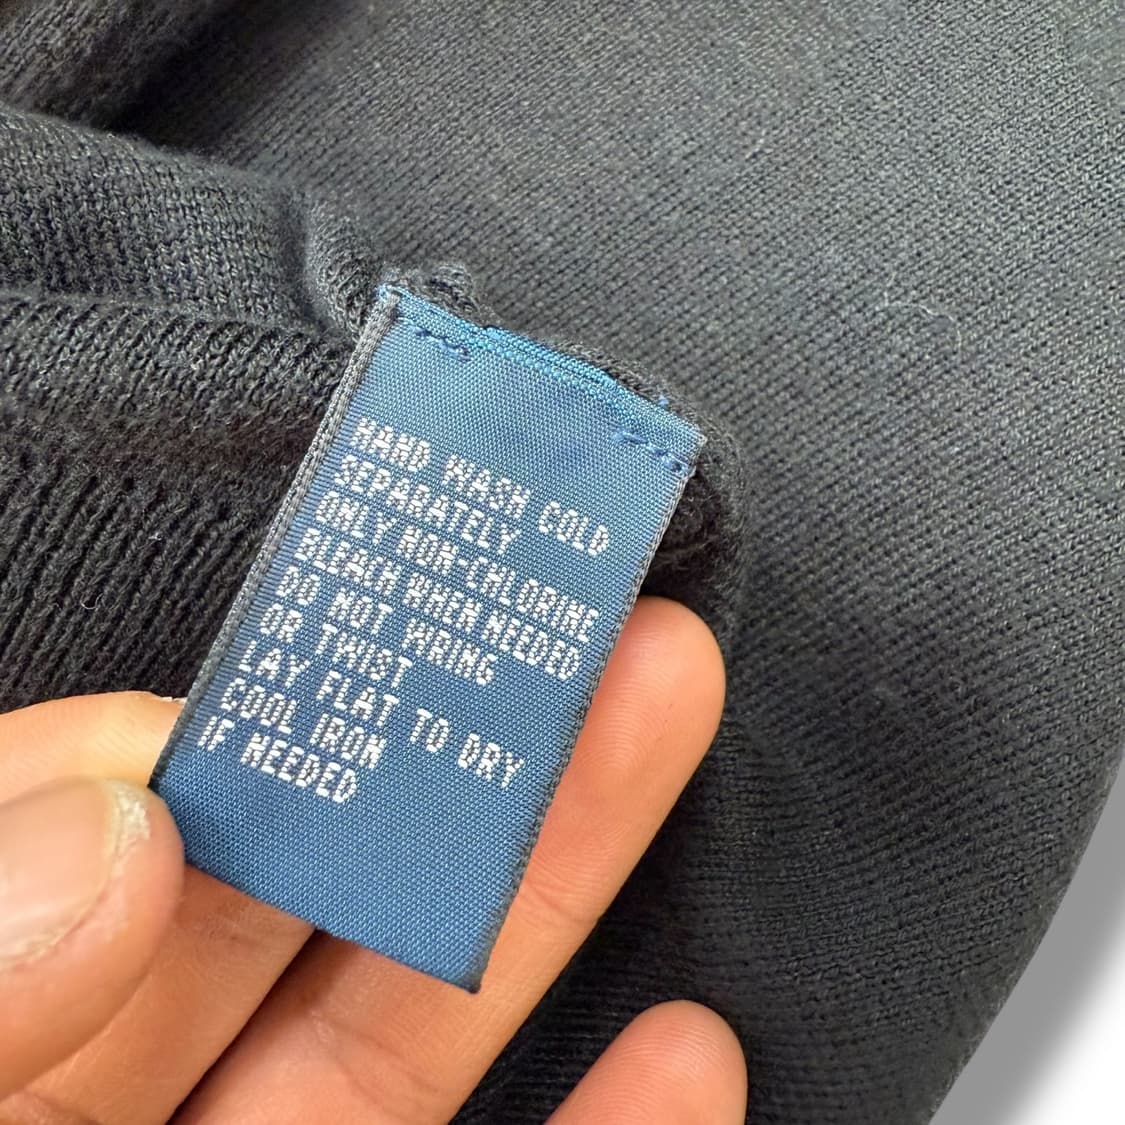 HAND WASH COLD
SEPARATELY
ONLY NON-CHLORINE
BLEACH WHEN NEEDED
DO NOT WRING
OR TWIST
LAY FLAT TO DRY
COOL IRON
IF NEEDED